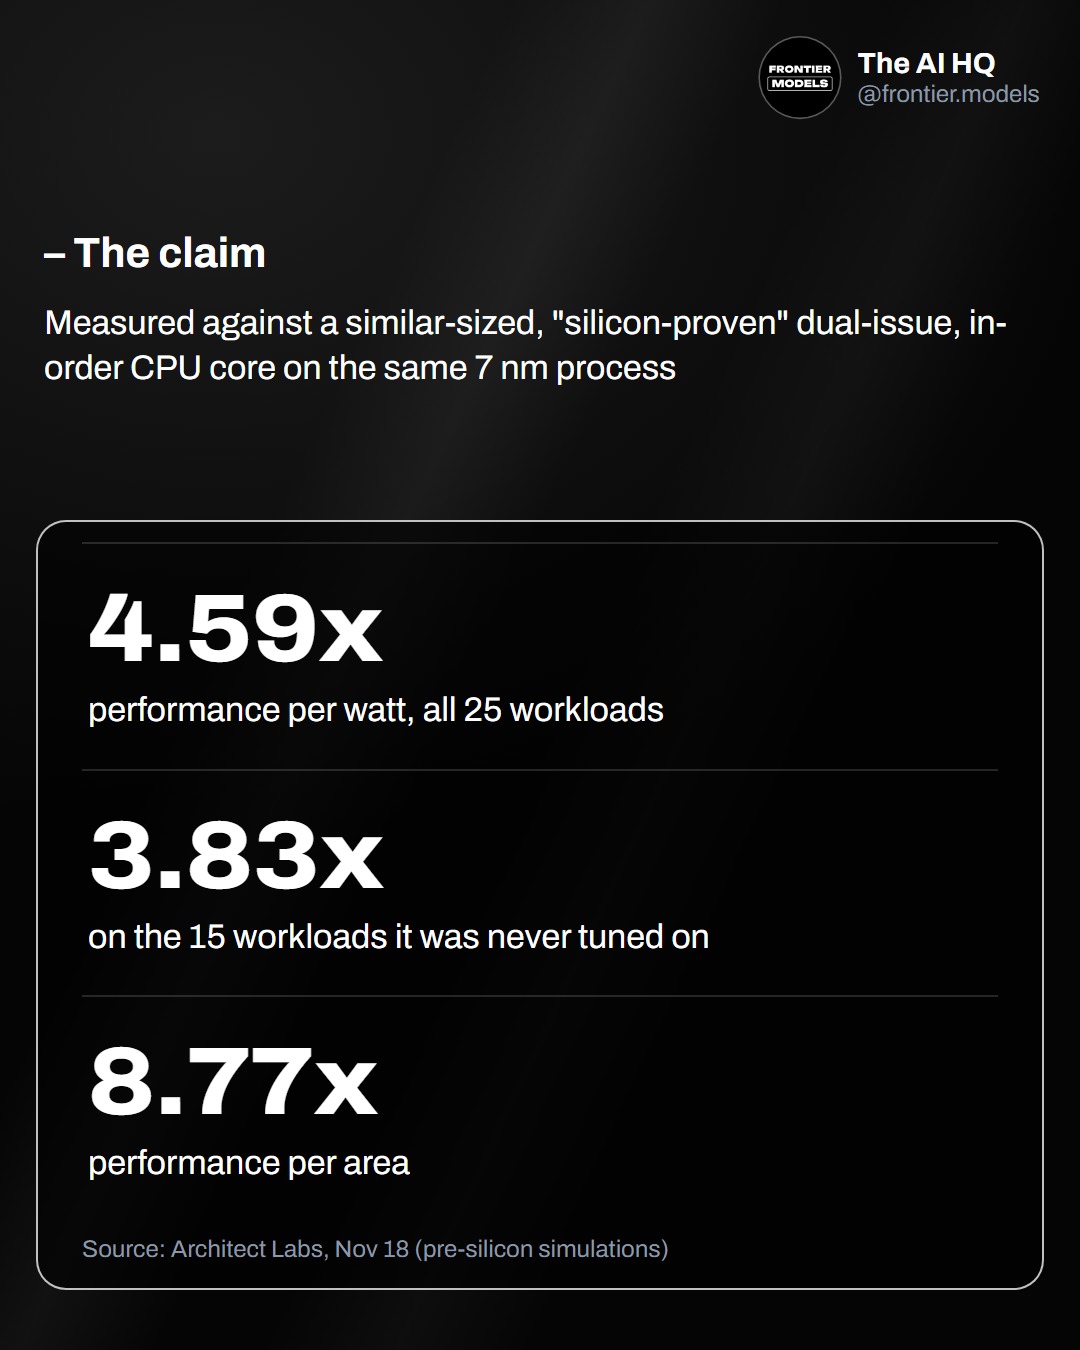 FRONTIER
MODELS
The AI HQ
@frontier.models
– The claim
Measured against a similar-sized, "silicon-proven" dual-issue, in-
order CPU core on the same 7 nm process
4.59x
performance per watt, all 25 workloads
3.83x
on the 15 workloads it was never tuned on
8.77x
performance per area
Source: Architect Labs, Nov 18 (pre-silicon simulations)